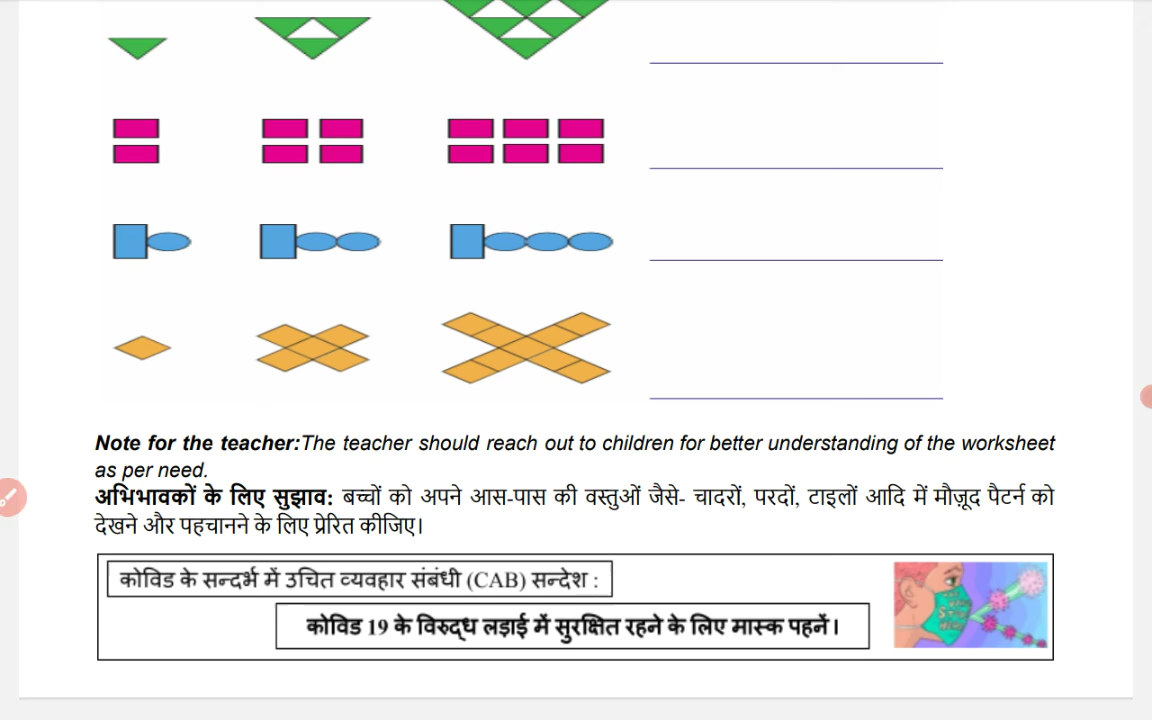 Note for the teacher:The teacher should reach out to children for better understanding of the worksheet
as per need.
अभिभावकों के लिए सुझाव: बच्चों को अपने आस-पास की वस्तुओं जैसे- चादरों, परदों, टाइलों आदि में मौज़ूद पैटर्न को
देखने और पहचानने के लिए प्रेरित कीजिए।
कोविड के सन्दर्भ में उचित व्यवहार संबंधी (CAB) सन्देश :
कोविड 19 के विरुद्ध लड़ाई में सुरक्षित रहने के लिए मास्क पहनें।